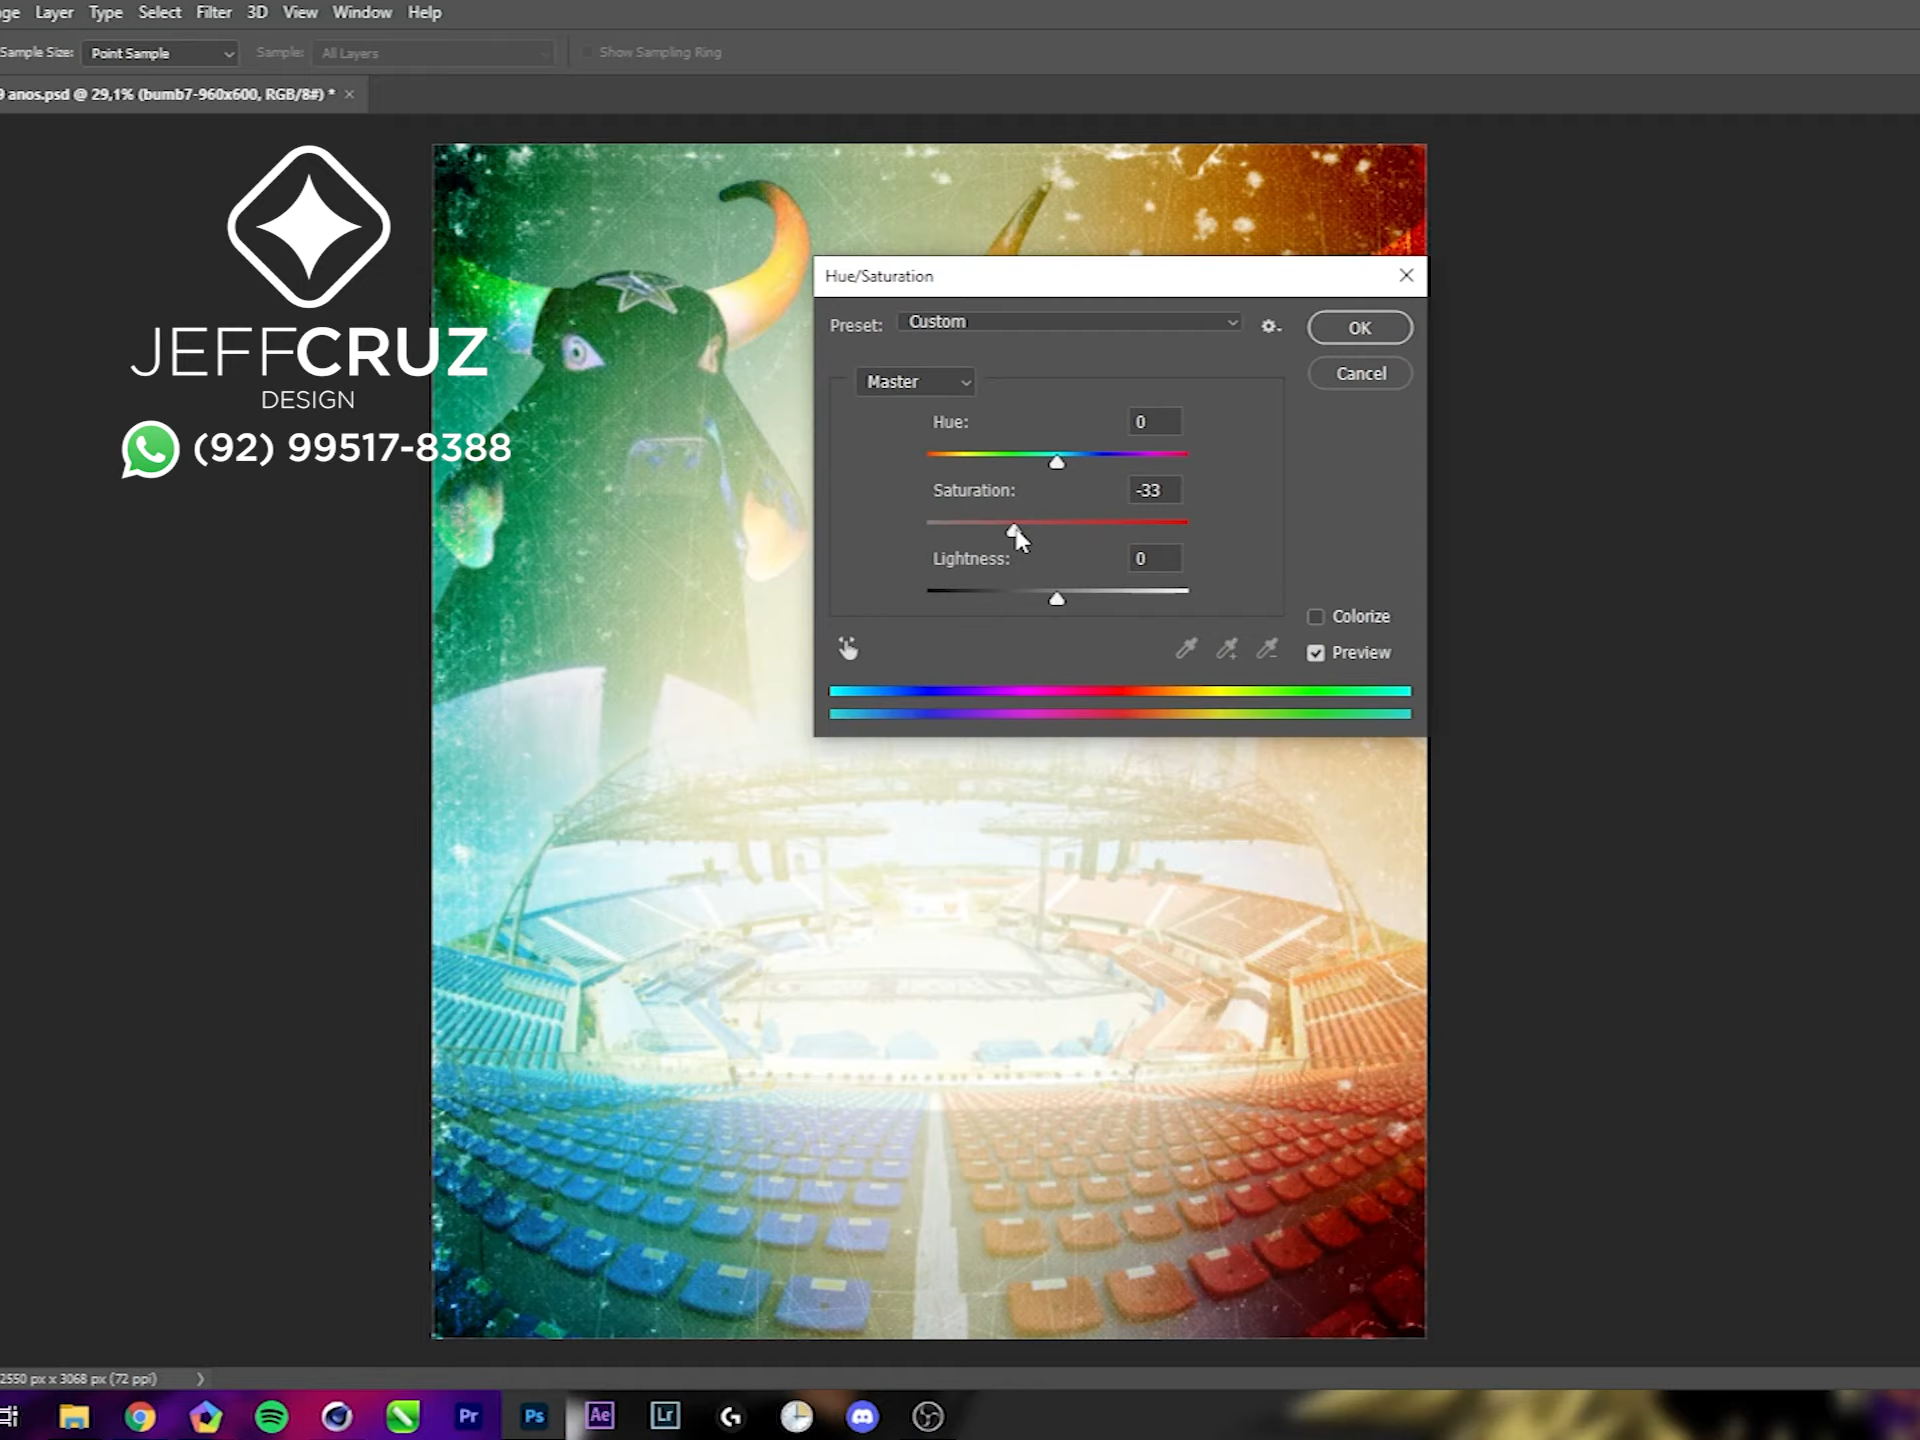 ge Layer Type Select Filter 3D View Window Help
Sample Size: Point Sample Sample: All Layers Show Sampling Ring
9 anos.psd @ 29,1% (bumb7-960x600, RGB/8#) * ×
JEFFCRUZ
DESIGN
(92) 99517-8388
Hue/Saturation
Preset: Custom
OK
Cancel
Master
Hue: 0
Saturation: -33
Lightness: 0
Colorize
Preview
2550 px x 3068 px (72 ppi)
Pr Ps Ae Lr